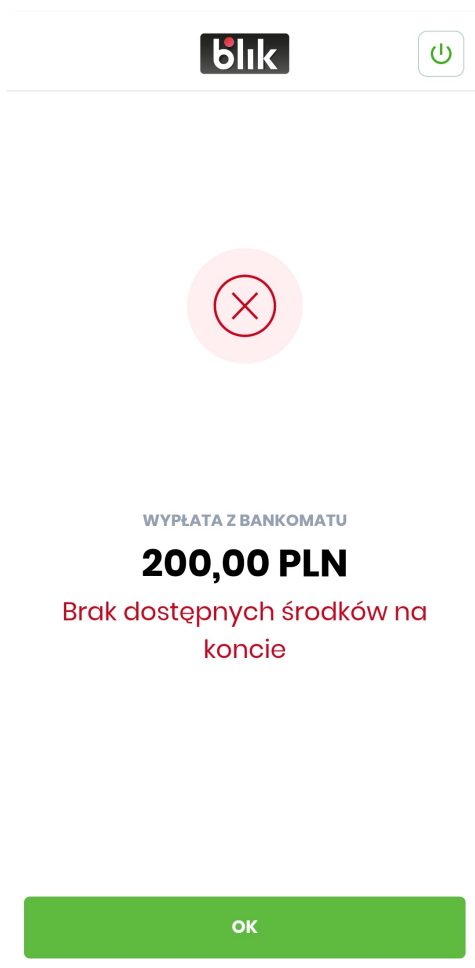 blik
WYPŁATA Z BANKOMATU
200,00 PLN
Brak dostępnych środków na
koncie
OK